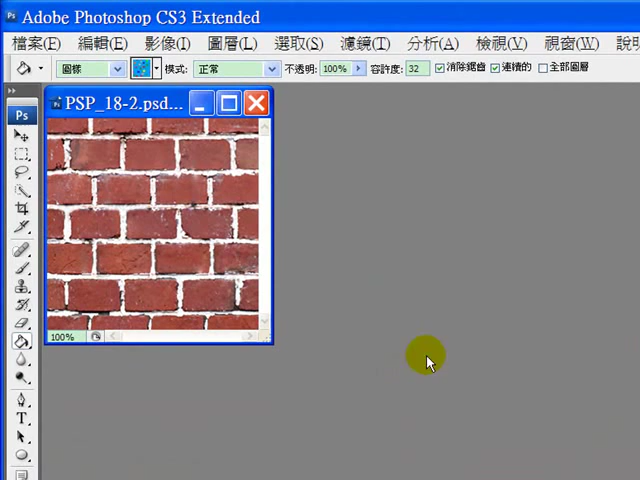 Adobe Photoshop CS3 Extended
檔案(F) 編輯(E) 影像(I) 圖層(L) 選取(S) 濾鏡(T) 分析(A) 檢視(V) 視窗(W) 說明
圖樣 模式: 正常 不透明: 100% 容許度: 32 消除鋸齒 連續的 全部圖層
Ps
PSP_18-2.psd...
100%
T